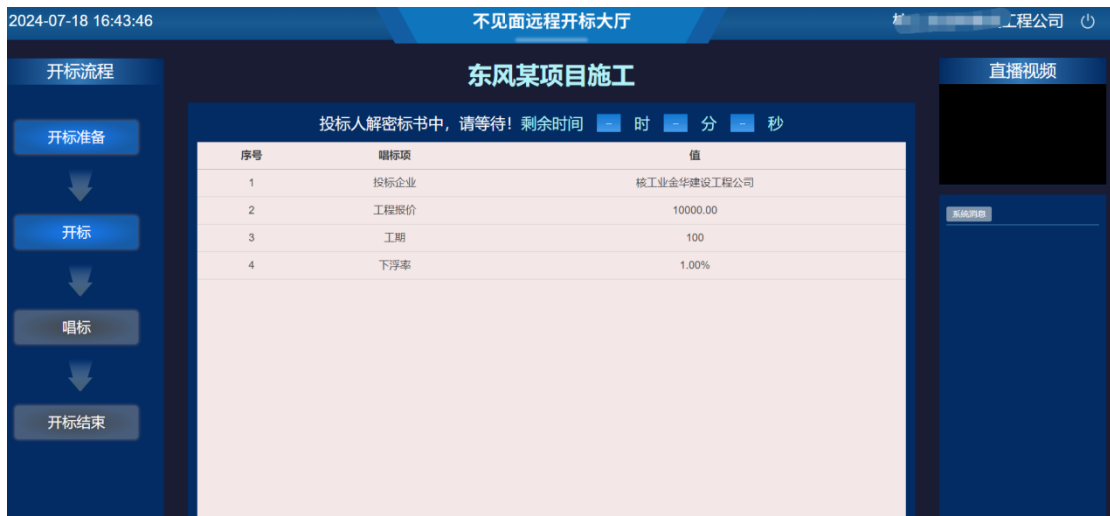 2024-07-18 16:43:46
不见面远程开标大厅
工程公司
开标流程
东风某项目施工
直播视频
投标人解密标书中，请等待！剩余时间 - 时 - 分 - 秒
开标准备
序号 唱标项 值
1 投标企业 核工业金华建设工程公司
2 工程报价 10000.00
系统消息
开标
3 工期 100
4 下浮率 1.00%
唱标
开标结束